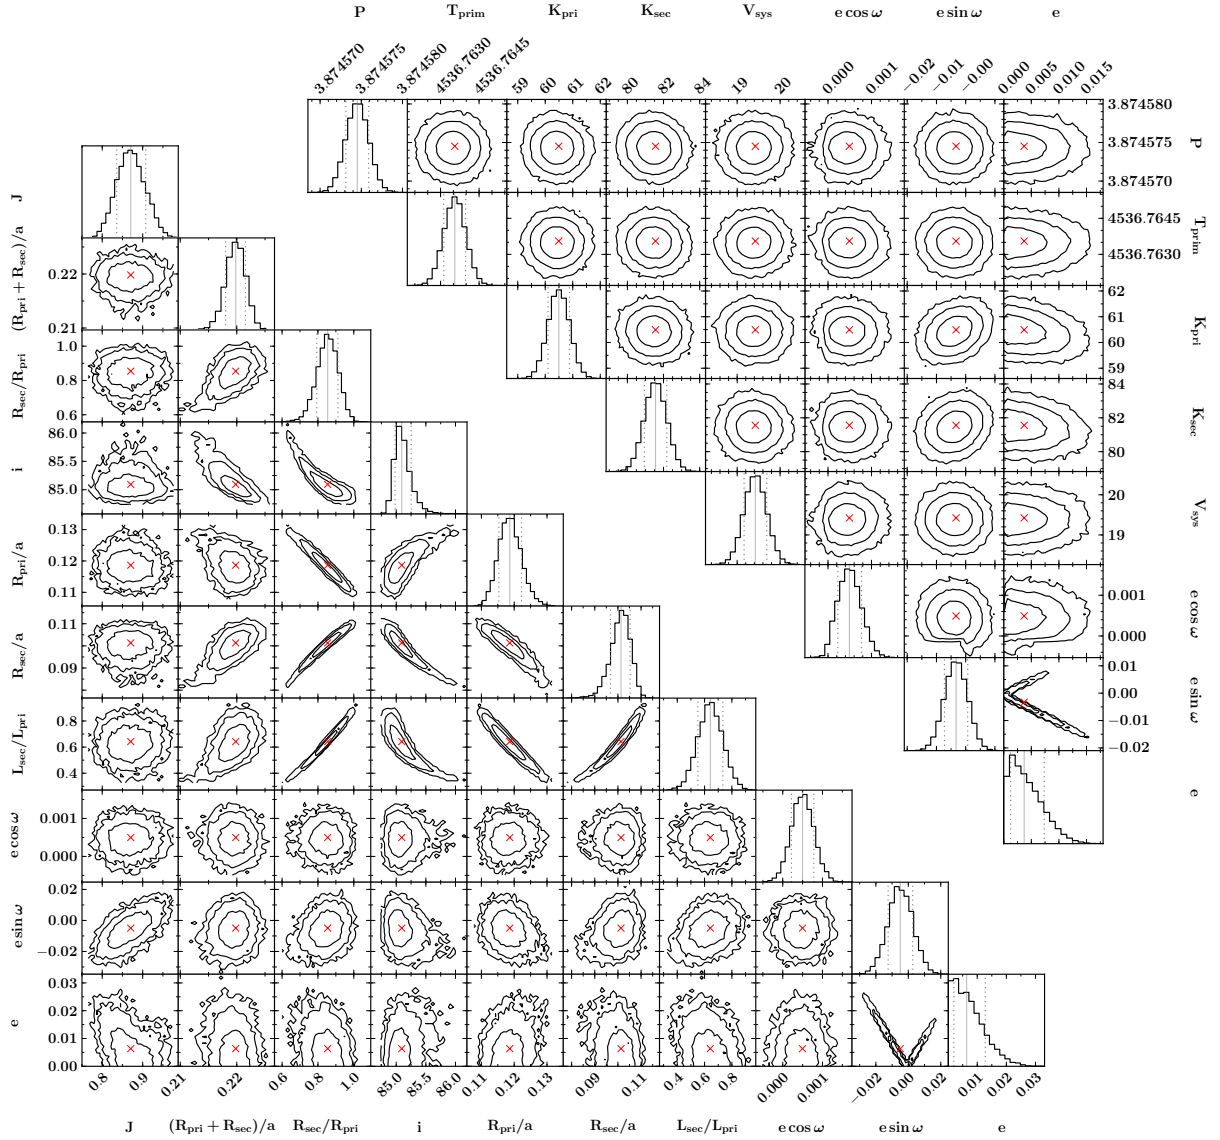 P T_prim K_pri K_sec V_sys e cos ω e sin ω e
3.874570 3.874575 3.874580 4536.7630 4536.7645 59 60 61 62 80 82 84 19 20 0.000 0.001 −0.02 −0.01 −0.00 0.000 0.005 0.010 0.015
3.874580
3.874575 P
3.874570
J
4536.7645
4536.7630 T_prim
(R_pri + R_sec)/a 0.22
0.21
62
61
60 K_pri
59
R_sec/R_pri 1.0
0.8
0.6
84
82 K_sec
80
i 86.0
85.5
85.0
20
19 V_sys
R_pri/a 0.13
0.12
0.11
0.001
0.000 e cos ω
R_sec/a 0.11
0.09
0.01
0.00 e sin ω
−0.01
−0.02
L_sec/L_pri 0.8
0.6
0.4
e
e cos ω 0.001
0.000
e sin ω 0.02
0.00
−0.02
e 0.03
0.02
0.01
0.00
0.8 0.9 0.21 0.22 0.6 0.8 1.0 85.0 85.5 86.0 0.11 0.12 0.13 0.09 0.11 0.4 0.6 0.8 0.000 0.001 −0.02 0.00 0.02 0.01 0.02 0.03
J (R_pri + R_sec)/a R_sec/R_pri i R_pri/a R_sec/a L_sec/L_pri e cos ω e sin ω e